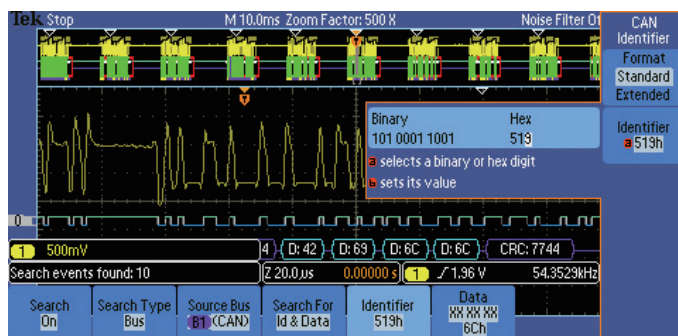 Tek Stop M 10.0ms Zoom Factor: 500 X Noise Filter Of
CAN
Identifier
Format
Standard
Extended
Identifier
a 519h
Binary Hex
101 0001 1001 519
a selects a binary or hex digit
b sets its value
0
4 D: 42 D: 69 D: 6C D: 6C CRC: 7744
1 500mV
Search events found: 10
Z 20.0µs 0.00000 s 1 1.96 V 54.3529kHz
Search
On
Search Type
Bus
Source Bus
B1 (CAN)
Search For
Id & Data
Identifier
519h
Data
XX XX XX
XX XX XX
6Ch